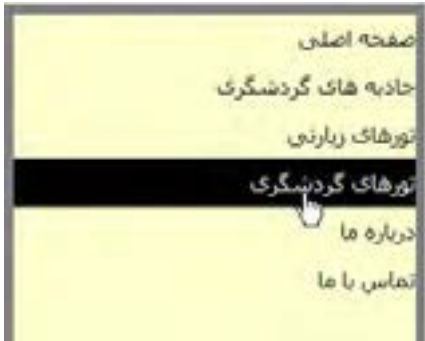 صفحه اصلی
جاذبه های گردشگری
تورهای زیارتی
تورهای گردشگری
درباره ما
تماس با ما